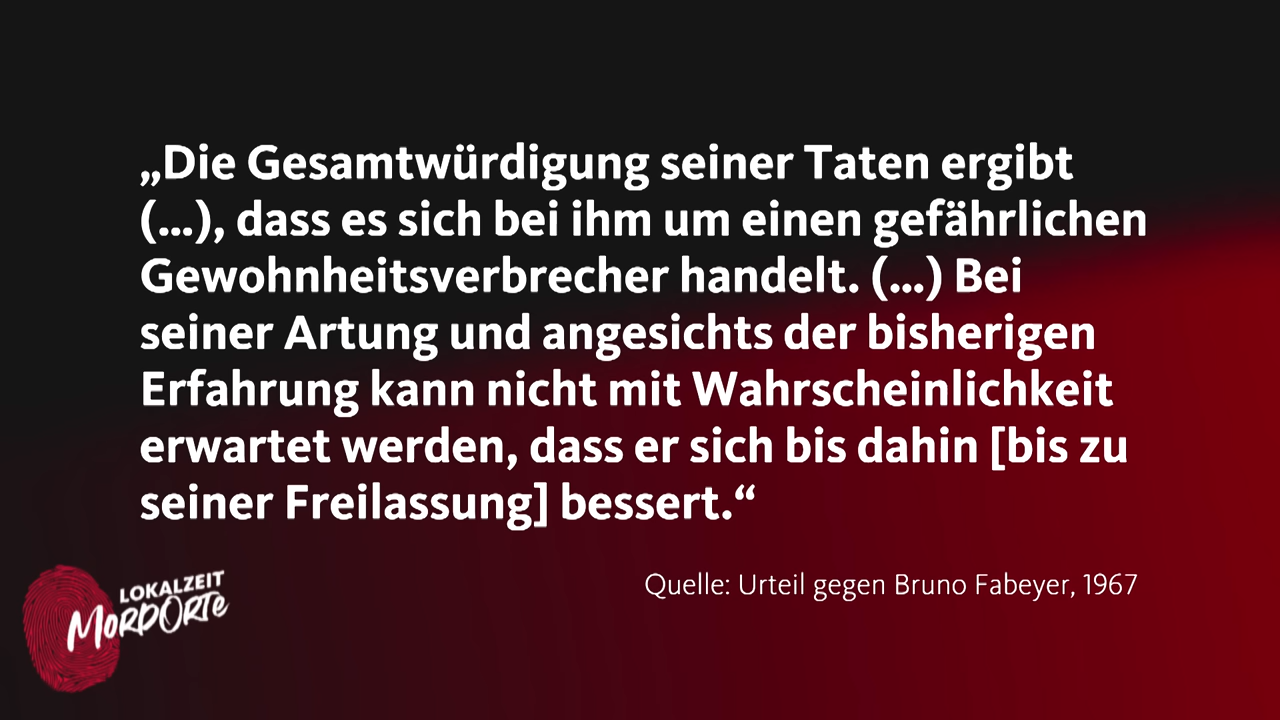 „Die Gesamtwürdigung seiner Taten ergibt
(...), dass es sich bei ihm um einen gefährlichen
Gewohnheitsverbrecher handelt. (...) Bei
seiner Artung und angesichts der bisherigen
Erfahrung kann nicht mit Wahrscheinlichkeit
erwartet werden, dass er sich bis dahin [bis zu
seiner Freilassung] bessert.“
Quelle: Urteil gegen Bruno Fabeyer, 1967
LOKALZEIT
MORDORTE